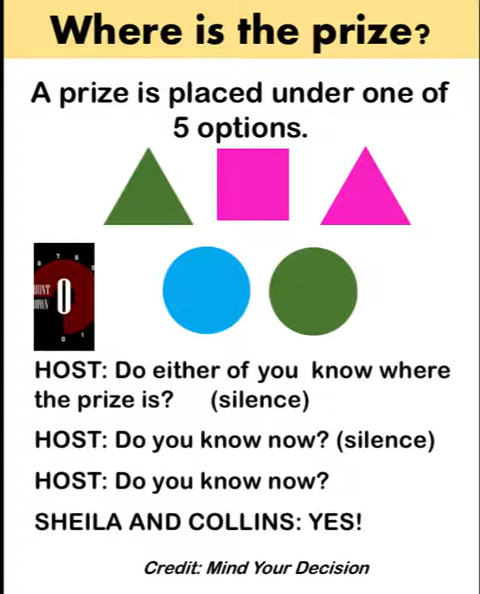 Where is the prize?
A prize is placed under one of
5 options.
0
HOST: Do either of you know where
the prize is? (silence)
HOST: Do you know now? (silence)
HOST: Do you know now?
SHEILA AND COLLINS: YES!
Credit: Mind Your Decision